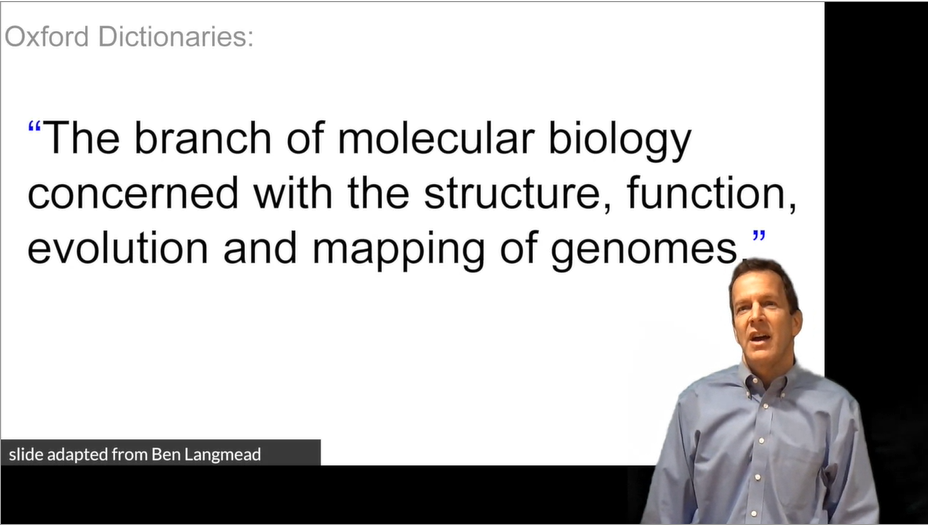 Oxford Dictionaries:
“The branch of molecular biology
concerned with the structure, function,
evolution and mapping of genomes.”
slide adapted from Ben Langmead